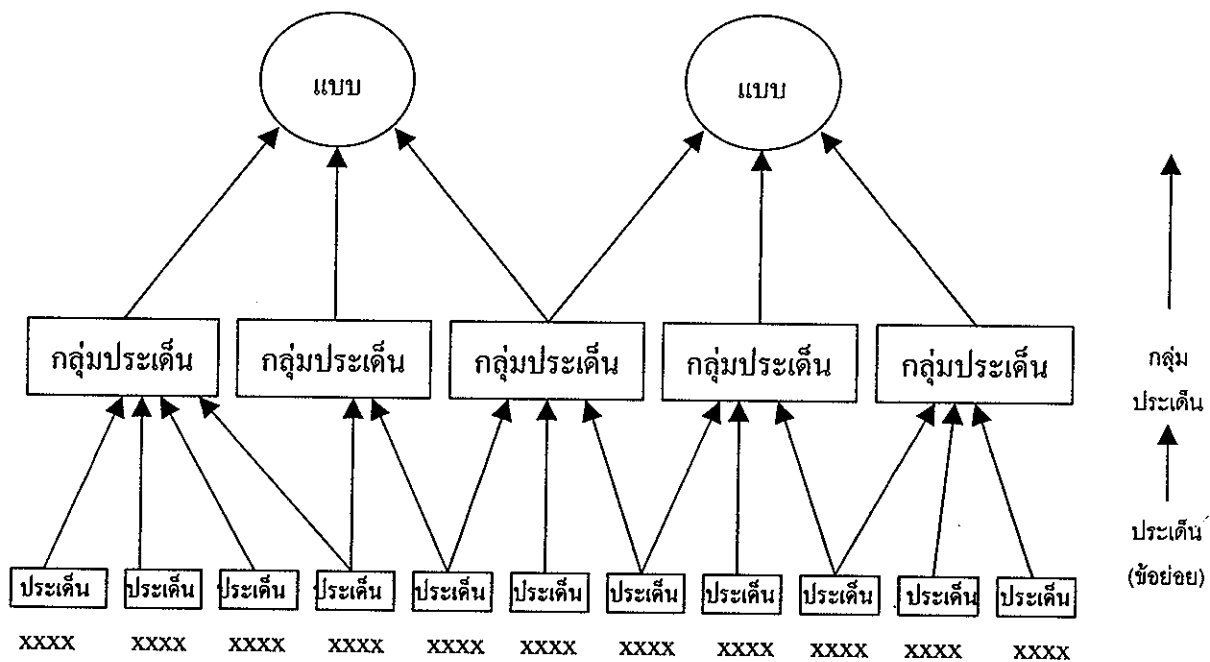 แบบ แบบ
กลุ่มประเด็น กลุ่มประเด็น กลุ่มประเด็น กลุ่มประเด็น กลุ่มประเด็น
กลุ่ม
ประเด็น
ประเด็น
(ข้อย่อย)
ประเด็น ประเด็น ประเด็น ประเด็น ประเด็น ประเด็น ประเด็น ประเด็น ประเด็น ประเด็น ประเด็น
xxxx xxxx xxxx xxxx xxxx xxxx xxxx xxxx xxxx xxxx xxxx